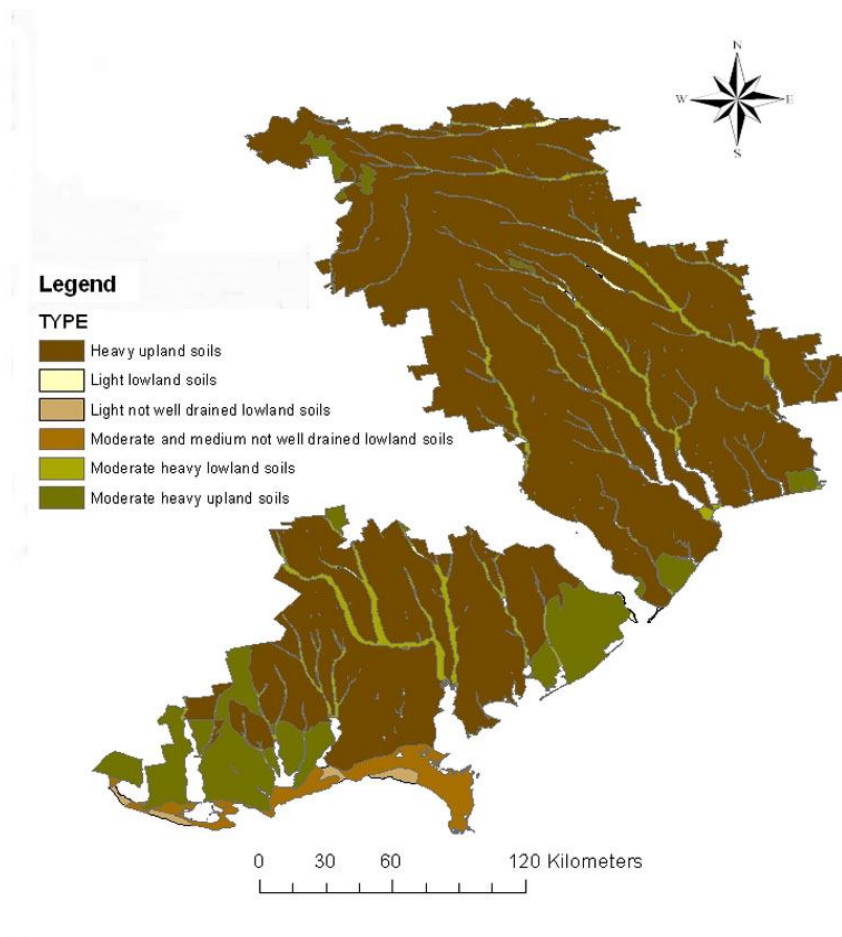 N
W E
S
Legend
TYPE
Heavy upland soils
Light lowland soils
Light not well drained lowland soils
Moderate and medium not well drained lowland soils
Moderate heavy lowland soils
Moderate heavy upland soils
0 30 60 120 Kilometers